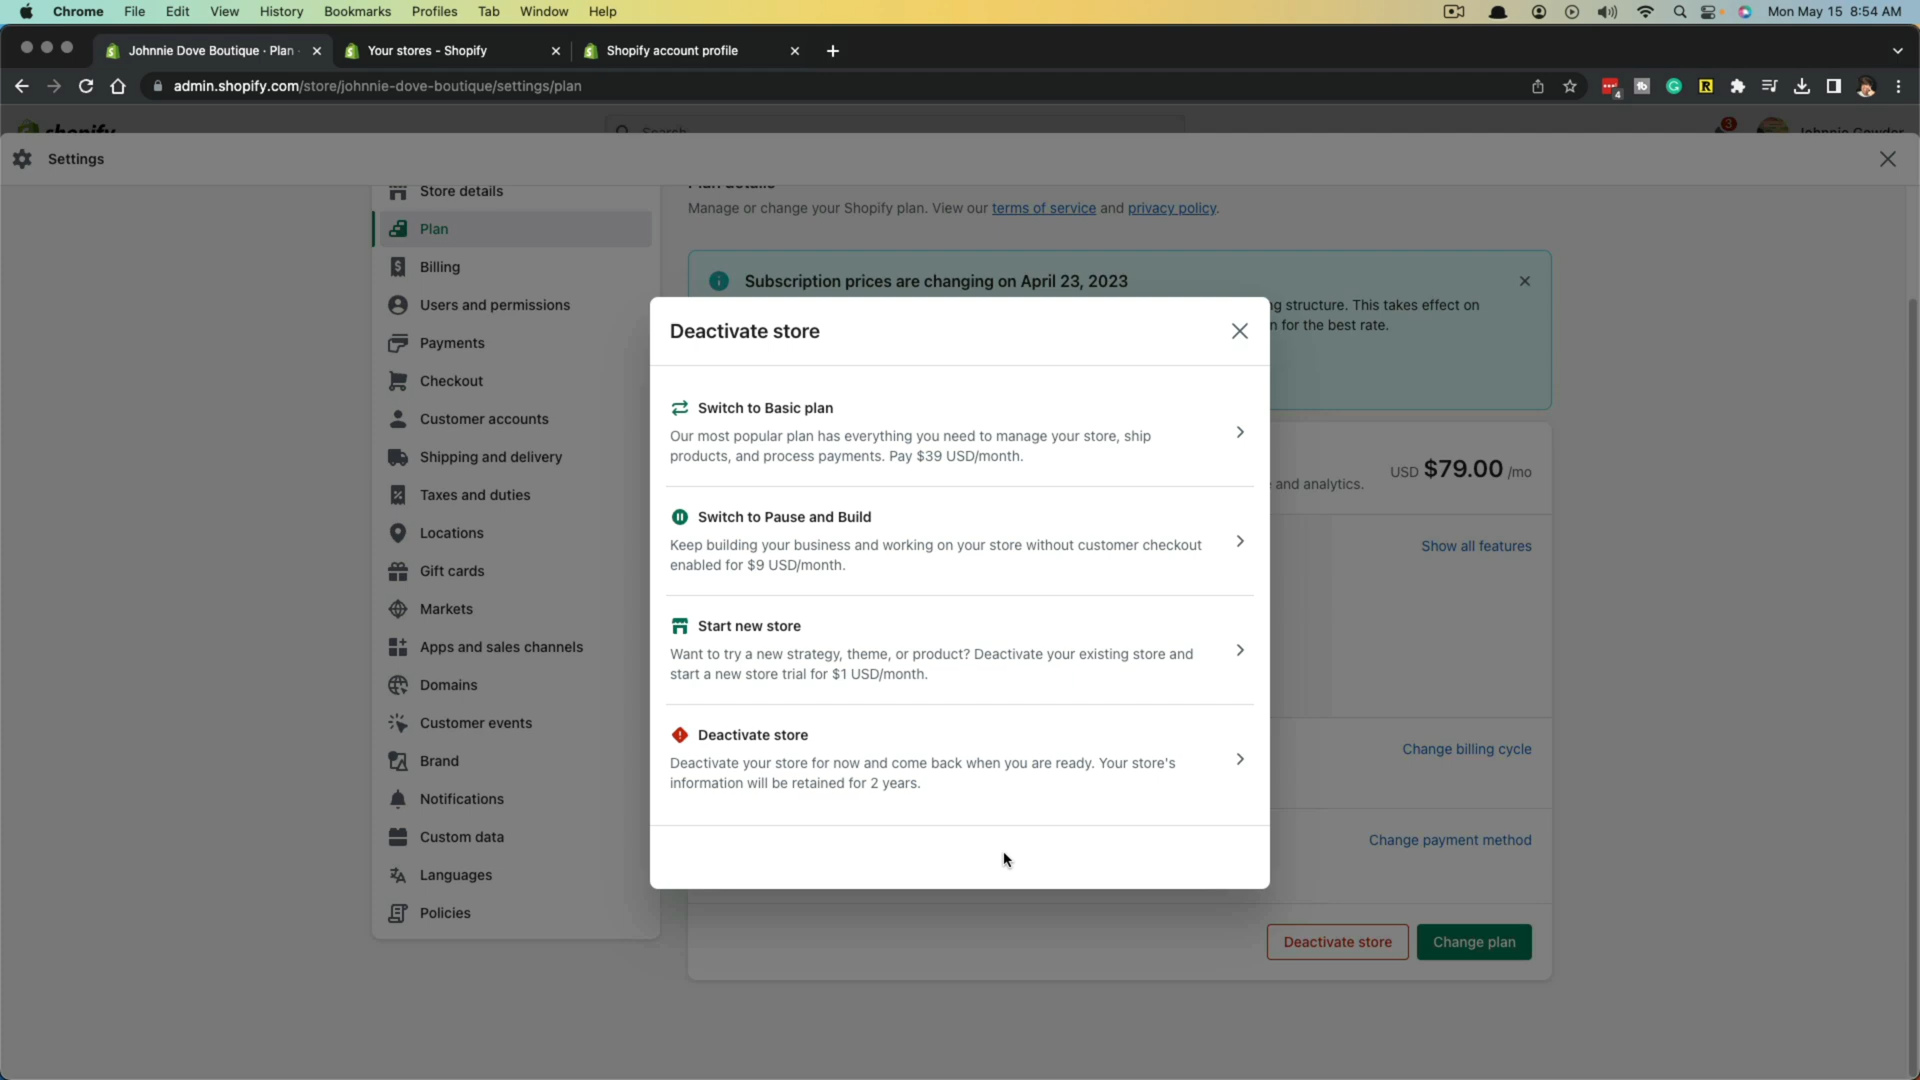 Chrome File Edit View History Bookmarks Profiles Tab Window Help Mon May 15 8:54 AM
Johnnie Dove Boutique · Plan Your stores - Shopify Shopify account profile
admin.shopify.com/store/johnnie-dove-boutique/settings/plan
4
shopify Search 3 Johnnie Gowder
Settings
Store details
Plan
Billing
Users and permissions
Payments
Checkout
Customer accounts
Shipping and delivery
Taxes and duties
Locations
Gift cards
Markets
Apps and sales channels
Domains
Customer events
Brand
Notifications
Custom data
Languages
Policies
Plan details
Manage or change your Shopify plan. View our terms of service and privacy policy.
Subscription prices are changing on April 23, 2023
structure. This takes effect on
for the best rate.
and analytics.
USD $79.00 /mo
Show all features
Change billing cycle
Change payment method
Deactivate store Change plan
Deactivate store
Switch to Basic plan
Our most popular plan has everything you need to manage your store, ship
products, and process payments. Pay $39 USD/month.
Switch to Pause and Build
Keep building your business and working on your store without customer checkout
enabled for $9 USD/month.
Start new store
Want to try a new strategy, theme, or product? Deactivate your existing store and
start a new store trial for $1 USD/month.
Deactivate store
Deactivate your store for now and come back when you are ready. Your store's
information will be retained for 2 years.